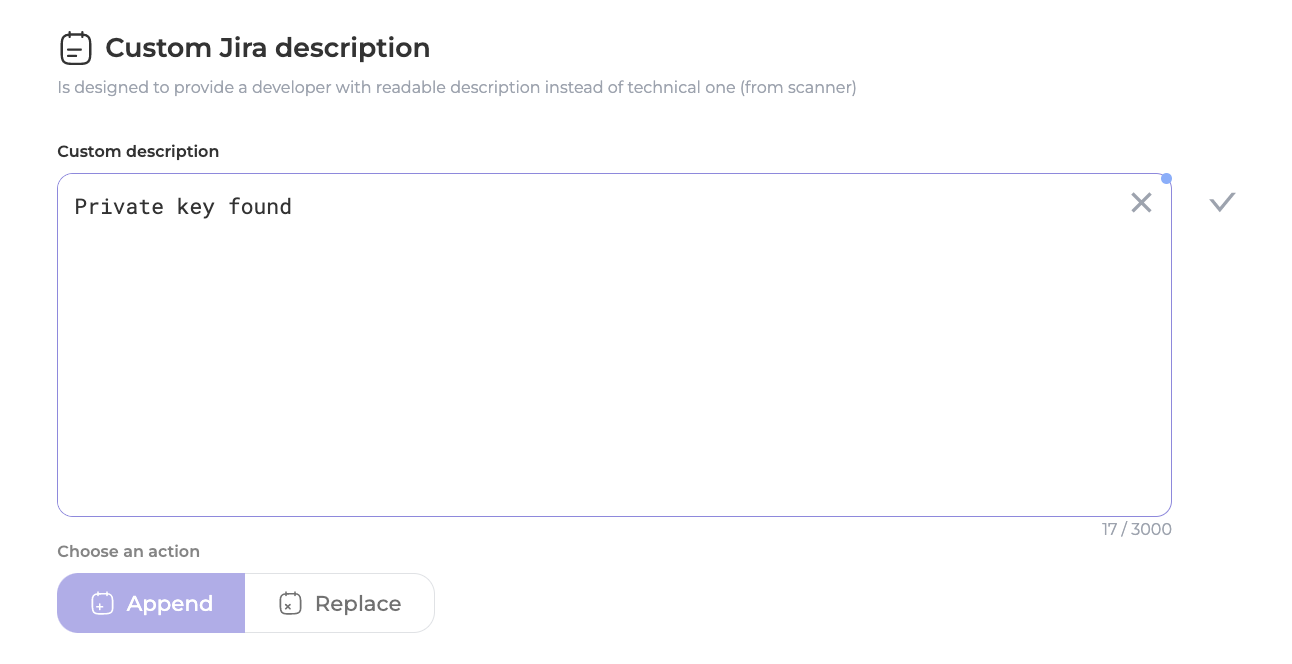 Custom Jira description
Is designed to provide a developer with readable description instead of technical one (from scanner)
Custom description
Private key found
17 / 3000
Choose an action
Append
Replace